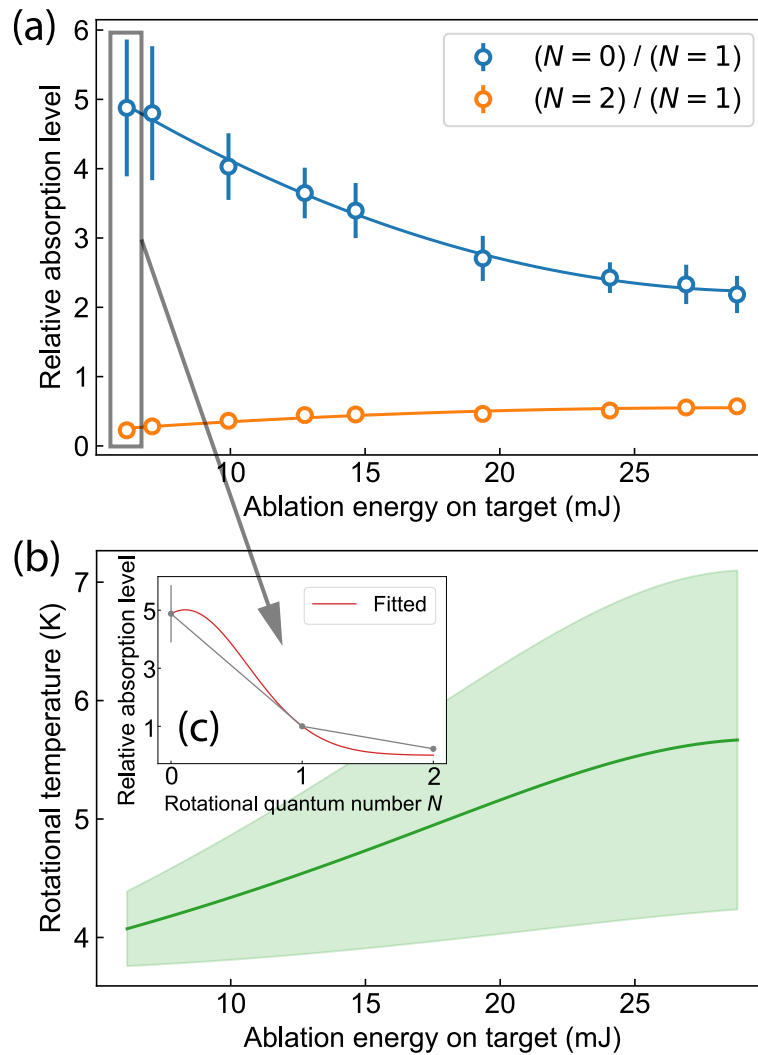 (a)
6
5
4
3
2
1
0
Relative absorption level
(N = 0) / (N = 1)
(N = 2) / (N = 1)
10 15 20 25
Ablation energy on target (mJ)
(b)
7
6
5
4
Rotational temperature (K)
Relative absorption level
5
3
1
Fitted
(c)
0 1 2
Rotational quantum number N
10 15 20 25
Ablation energy on target (mJ)